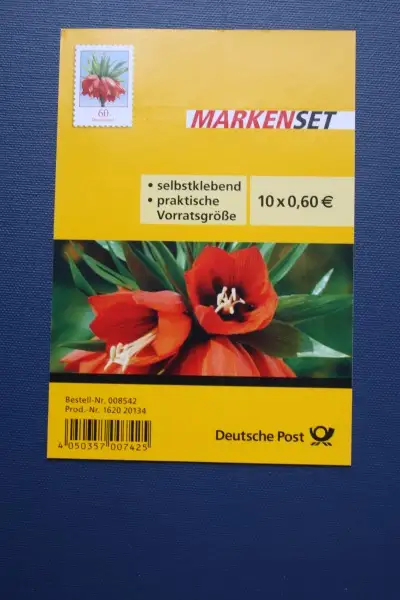 60
MARKENSET
• selbstklebend
• praktische
Vorratsgröße
10 x 0,60 €
Bestell-Nr. 008542
Prod.-Nr. 1620 20134
4 050357 007425
Deutsche Post